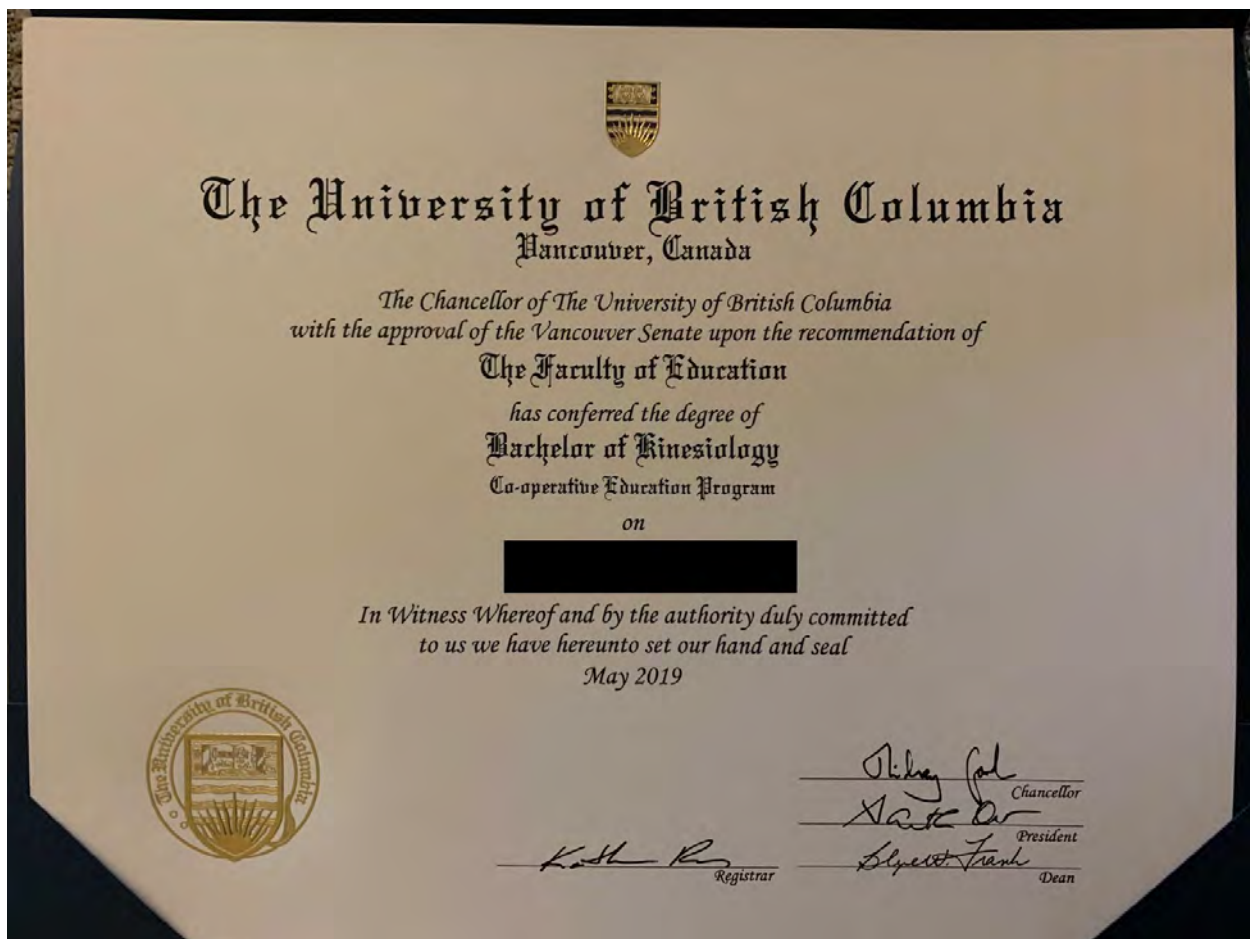 The University of British Columbia
Vancouver, Canada
The Chancellor of The University of British Columbia
with the approval of the Vancouver Senate upon the recommendation of
The Faculty of Education
has conferred the degree of
Bachelor of Kinesiology
Co-operative Education Program
on
In Witness Whereof and by the authority duly committed
to us we have hereunto set our hand and seal
May 2019
The University of British Columbia
Chancellor
President
Registrar
Dean